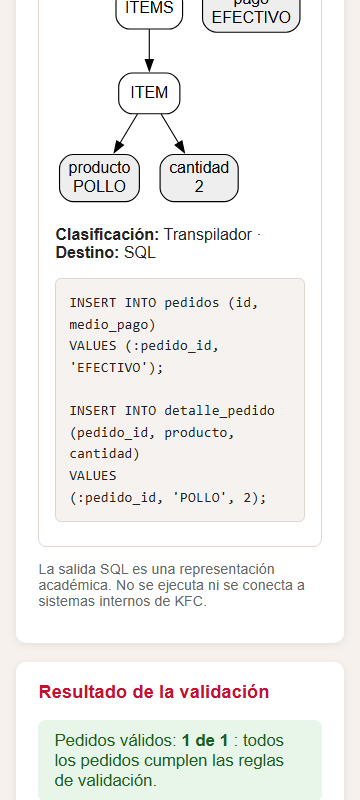 ITEMS
pago
EFECTIVO
ITEM
producto
POLLO
cantidad
2
Clasificación: Transpilador ·
Destino: SQL
INSERT INTO pedidos (id,
medio_pago)
VALUES (:pedido_id,
'EFECTIVO');
INSERT INTO detalle_pedido
(pedido_id, producto,
cantidad)
VALUES
(:pedido_id, 'POLLO', 2);
La salida SQL es una representación
académica. No se ejecuta ni se conecta a
sistemas internos de KFC.
Resultado de la validación
Pedidos válidos: 1 de 1 : todos
los pedidos cumplen las reglas
de validación.